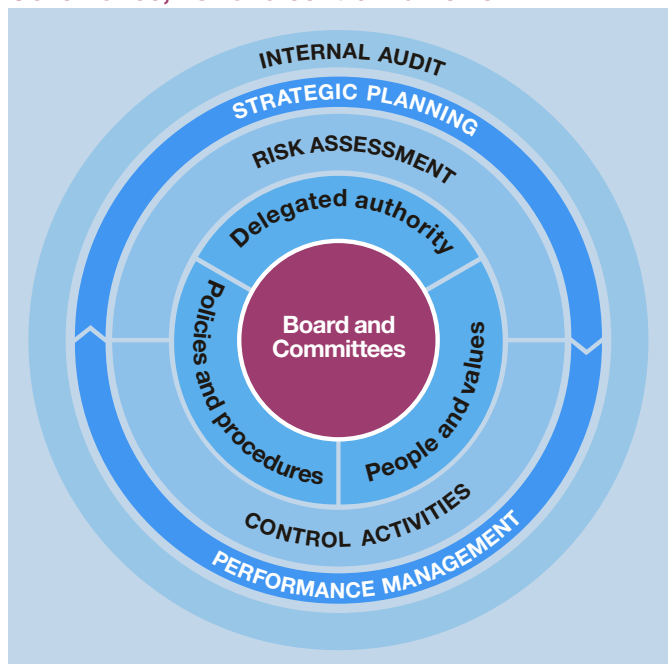 INTERNAL AUDIT
STRATEGIC PLANNING
RISK ASSESSMENT
Delegated authority
Policies and procedures
Board and
Committees
People and values
CONTROL ACTIVITIES
PERFORMANCE MANAGEMENT